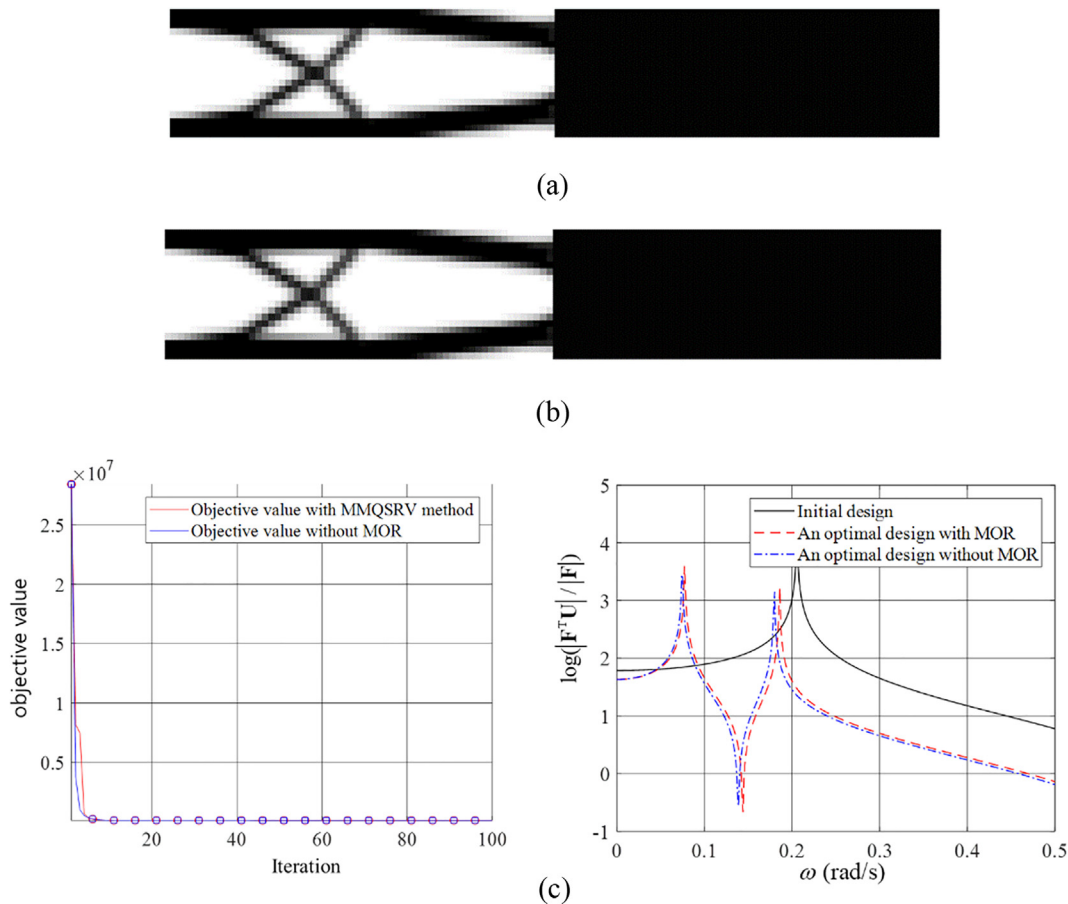 (a)
(b)
×10⁷
2.5
2
1.5
1
0.5
20
40
60
80
100
objective value
Iteration
Objective value with MMQSRV method
Objective value without MOR
5
4
3
2
1
0
-1
0
0.1
0.2
0.3
0.4
0.5
log(|FᵀU| / |F|)
ω (rad/s)
Initial design
An optimal design with MOR
An optimal design without MOR
(c)